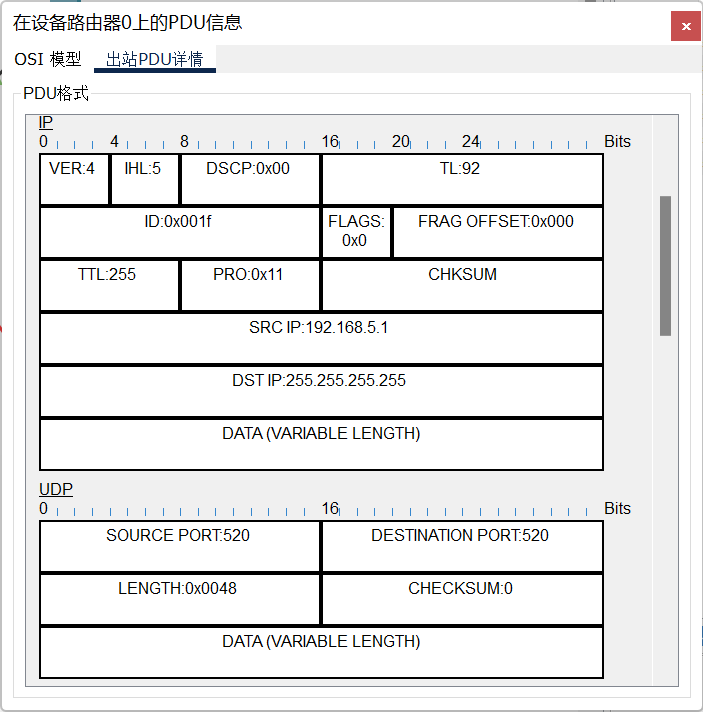 在设备路由器0上的PDU信息
×
OSI 模型 出站PDU详情
PDU格式
IP
0 4 8 16 20 24 Bits
VER:4 IHL:5 DSCP:0x00 TL:92
ID:0x001f FLAGS: FRAG OFFSET:0x000
0x0
TTL:255 PRO:0x11 CHKSUM
SRC IP:192.168.5.1
DST IP:255.255.255.255
DATA (VARIABLE LENGTH)
UDP
0 16 Bits
SOURCE PORT:520 DESTINATION PORT:520
LENGTH:0x0048 CHECKSUM:0
DATA (VARIABLE LENGTH)